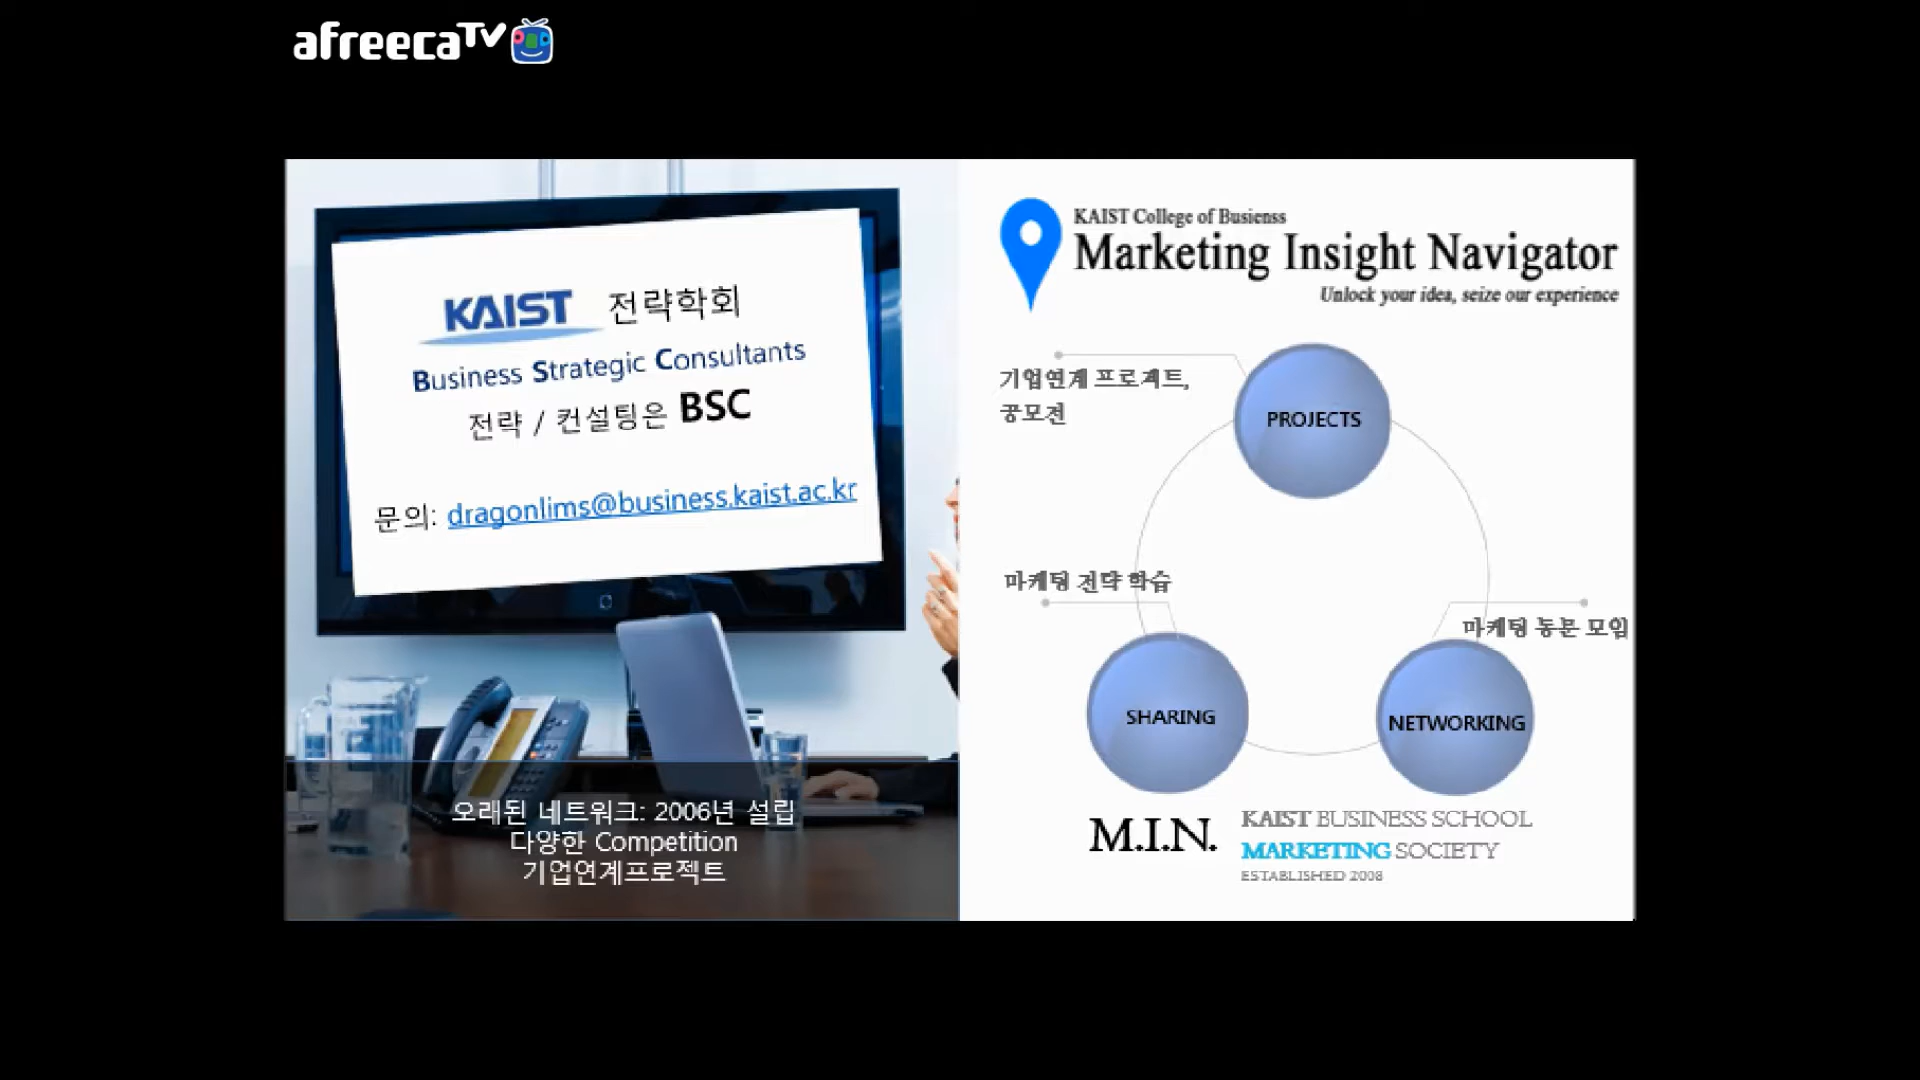 afreecaTV
KAIST 전략학회
Business Strategic Consultants
전략 / 컨설팅은 BSC
문의: dragonlims@business.kaist.ac.kr
오래된 네트워크: 2006년 설립
다양한 Competition
기업연계프로젝트
KAIST College of Busienss
Marketing Insight Navigator
Unlock your idea, seize our experience
기업연계 프로젝트,
공모전
PROJECTS
마케팅 전략 학습
마케팅 동문 모임
SHARING
NETWORKING
M.I.N.
KAIST BUSINESS SCHOOL
MARKETING SOCIETY
ESTABLISHED 2008